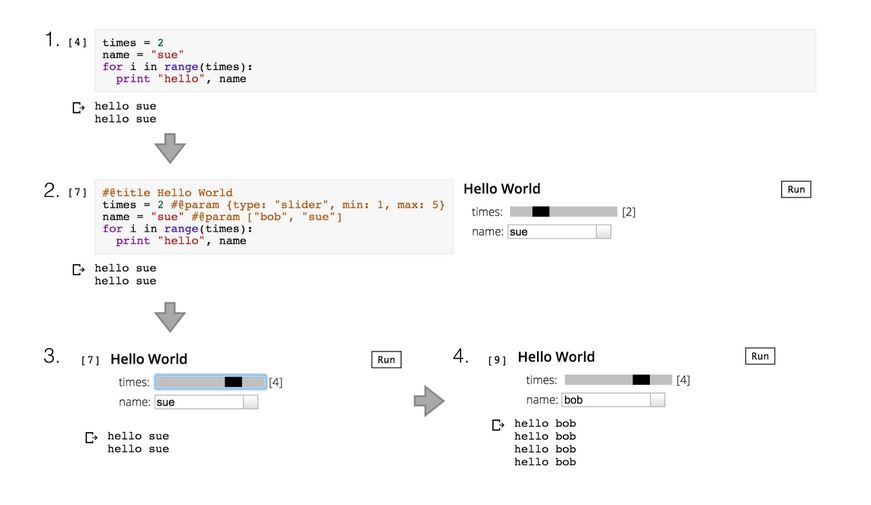 1. [4] times = 2
name = "sue"
for i in range(times):
print "hello", name
hello sue
hello sue
2. [7] #@title Hello World
times = 2 #@param {type: "slider", min: 1, max: 5}
name = "sue" #@param ["bob", "sue"]
for i in range(times):
print "hello", name
hello sue
hello sue
Hello World Run
times: [2]
name: sue
3. [7] Hello World Run
times: [4]
name: sue
hello sue
hello sue
4. [9] Hello World Run
times: [4]
name: bob
hello bob
hello bob
hello bob
hello bob